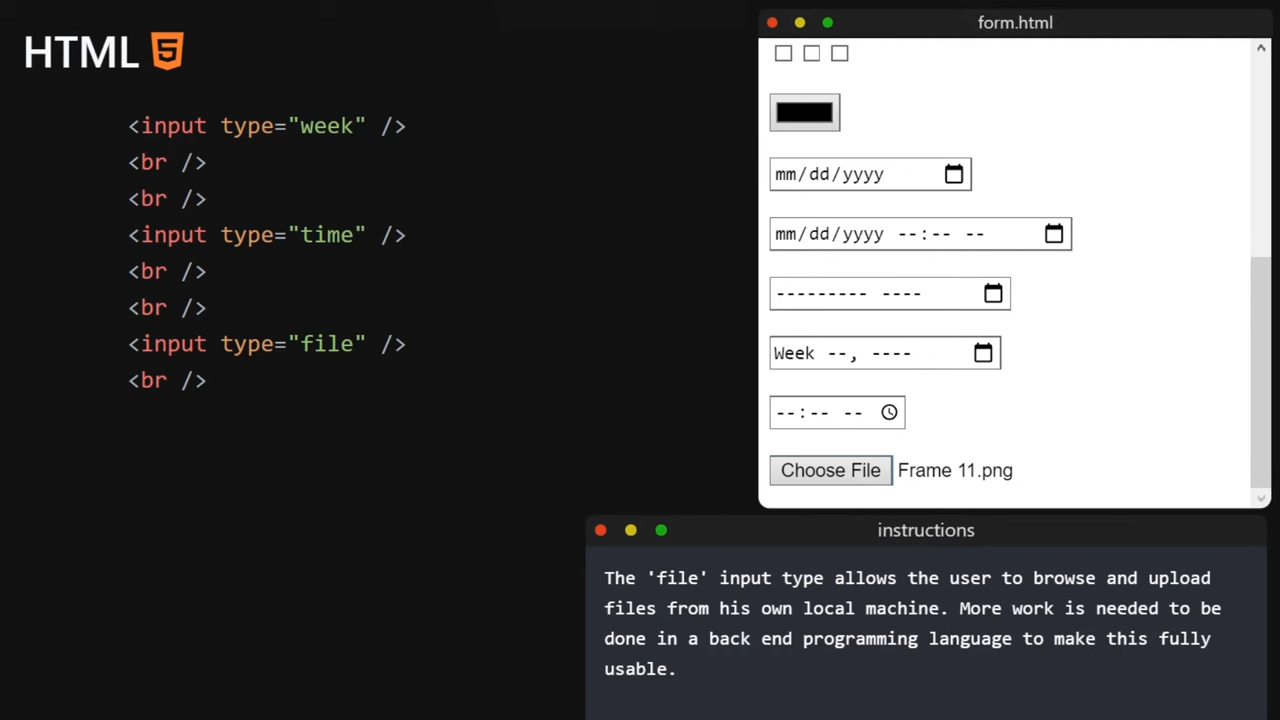 HTML 5
<input type="week" />
<br />
<br />
<input type="time" />
<br />
<br />
<input type="file" />
<br />
form.html
mm/dd/yyyy
mm/dd/yyyy --:-- --
--------- ----
Week --, ----
--:-- --
Choose File Frame 11.png
instructions
The 'file' input type allows the user to browse and upload
files from his own local machine. More work is needed to be
done in a back end programming language to make this fully
usable.